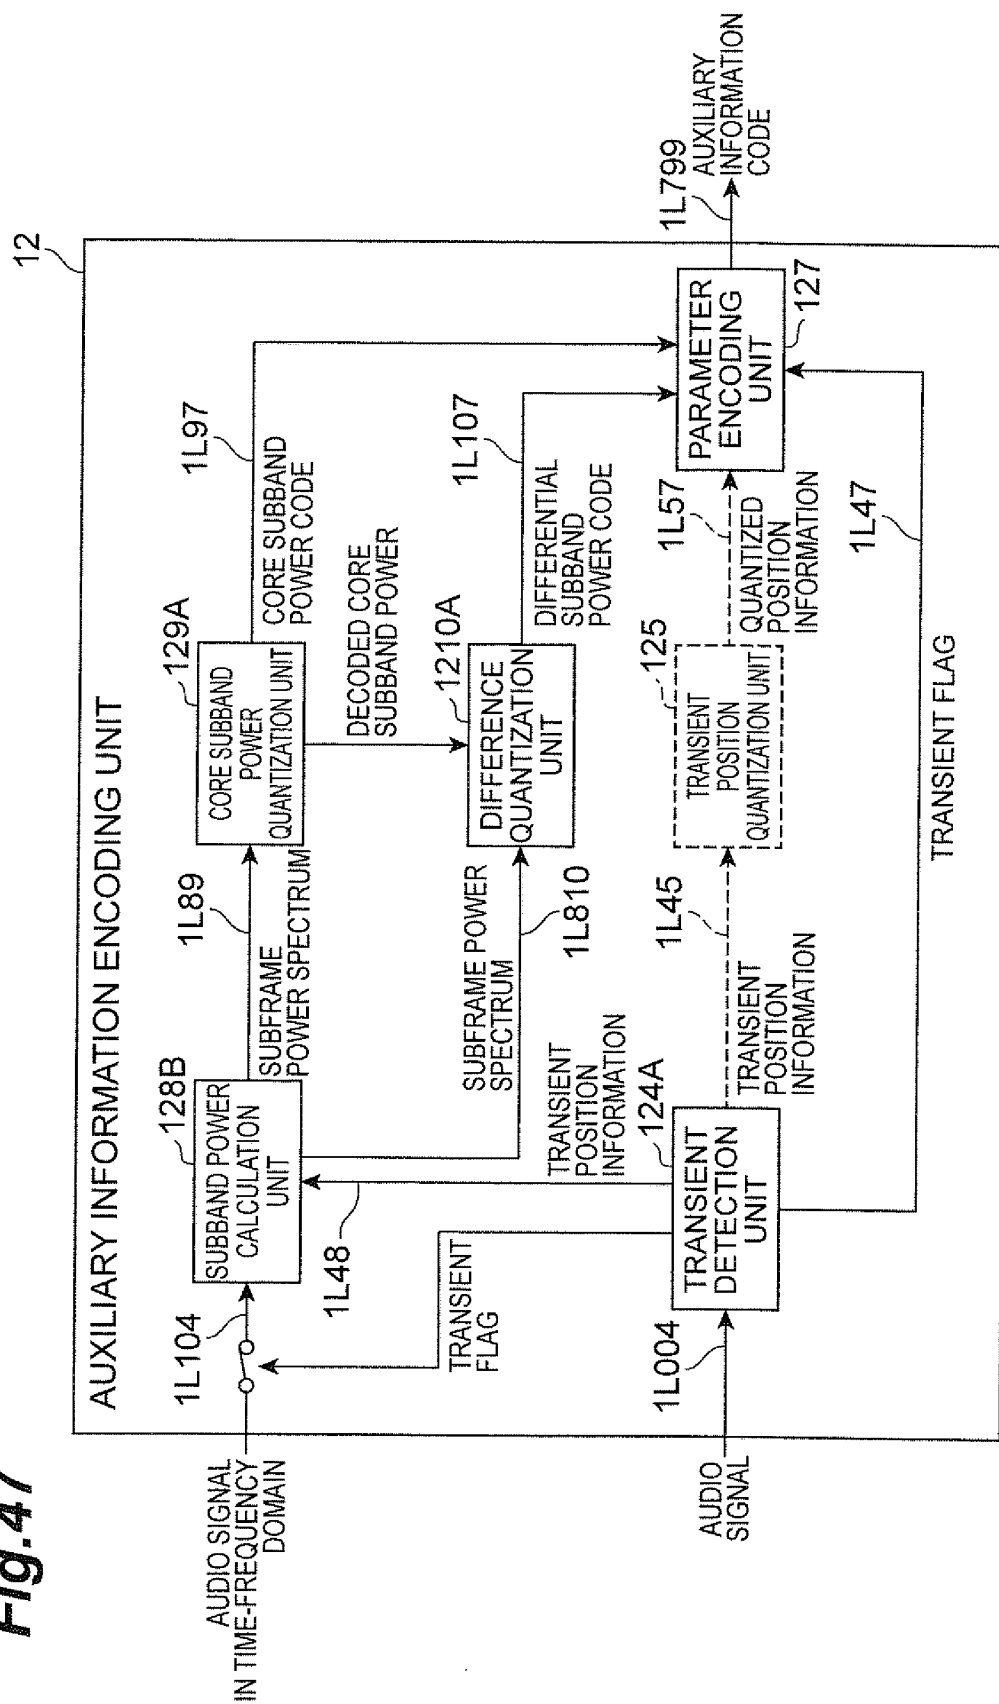 Fig.47
12
AUXILIARY INFORMATION ENCODING UNIT
AUDIO SIGNAL
IN TIME-FREQUENCY
DOMAIN
1L104
128B
SUBBAND POWER
CALCULATION
UNIT
1L89
SUBFRAME
POWER SPECTRUM
129A
CORE SUBBAND
POWER
QUANTIZATION UNIT
1L97
CORE SUBBAND
POWER CODE
DECODED CORE
SUBBAND POWER
1L48
TRANSIENT
FLAG
TRANSIENT
POSITION
INFORMATION
SUBFRAME POWER
SPECTRUM
1L810
1210A
DIFFERENCE
QUANTIZATION
UNIT
1L107
DIFFERENTIAL
SUBBAND
POWER CODE
AUDIO
SIGNAL
1L004
124A
TRANSIENT
DETECTION
UNIT
1L45
TRANSIENT
POSITION
INFORMATION
125
TRANSIENT
POSITION
QUANTIZATION UNIT
1L57
QUANTIZED
POSITION
INFORMATION
PARAMETER
ENCODING
UNIT
127
1L799
AUXILIARY
INFORMATION
CODE
1L47
TRANSIENT FLAG